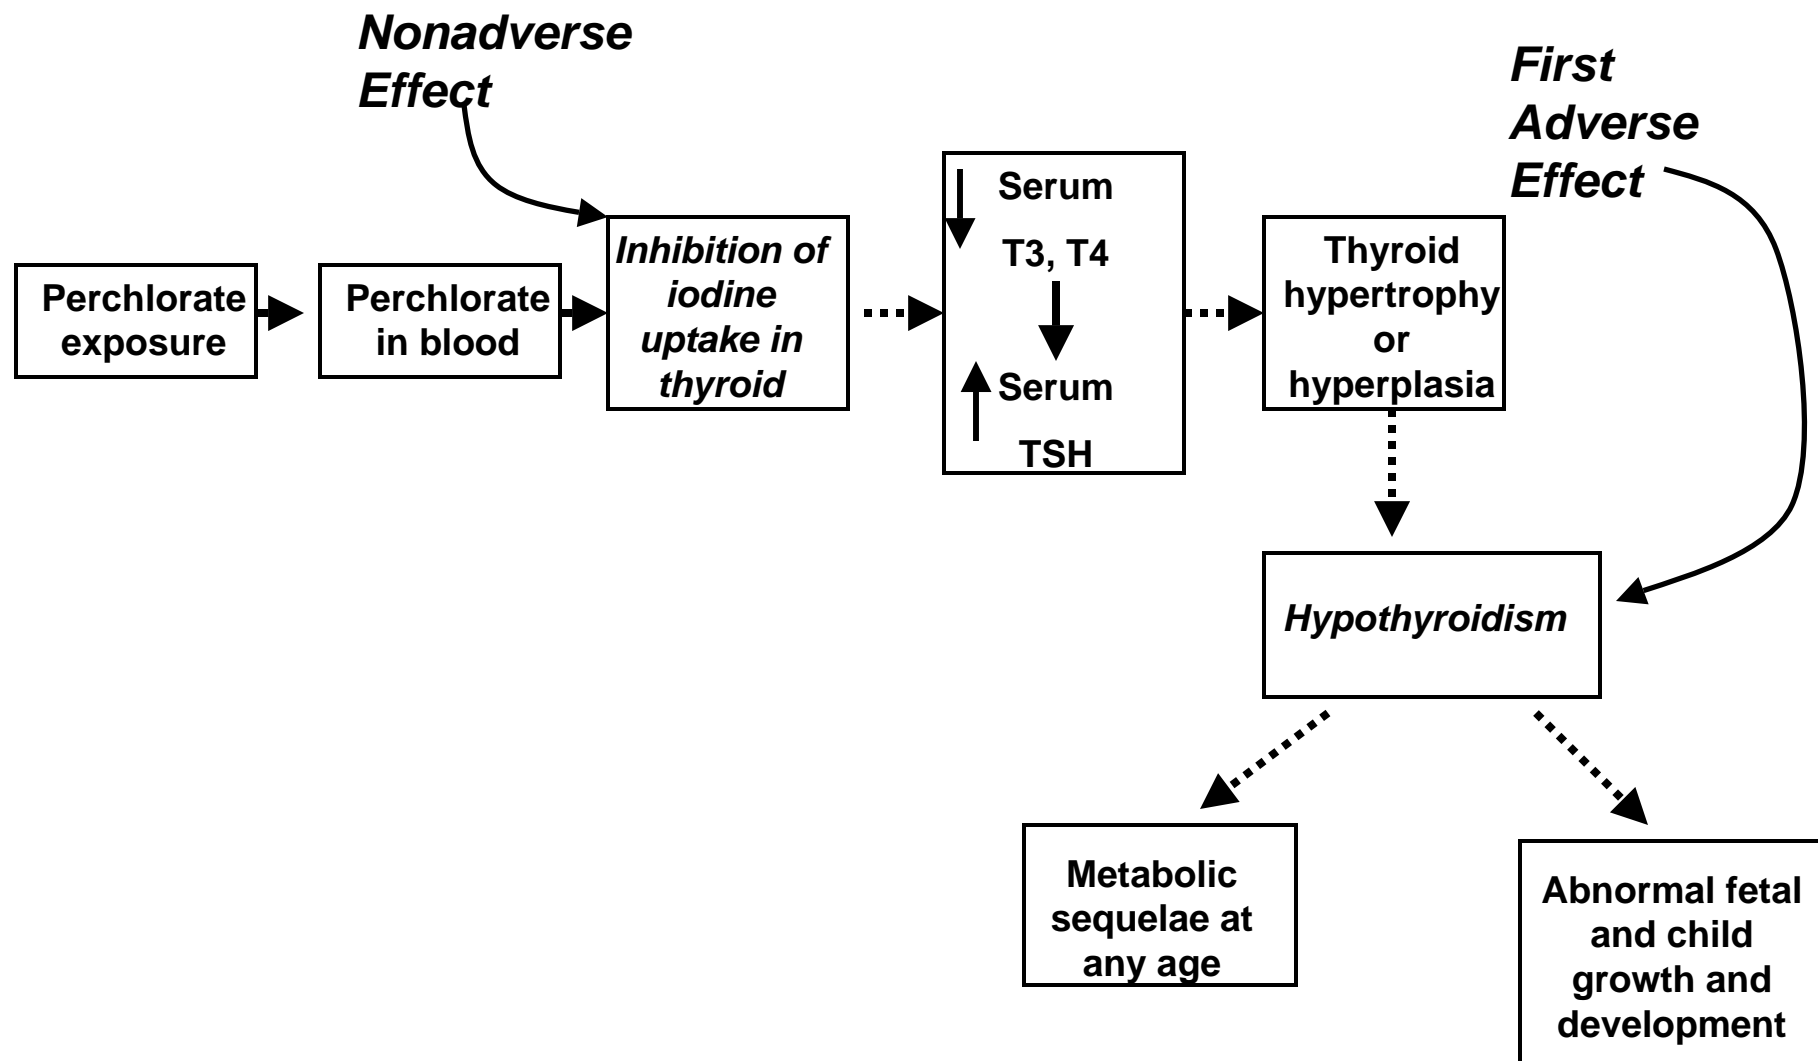 Nonadverse
Effect
First
Adverse
Effect
Perchlorate
exposure
Perchlorate
in blood
Inhibition of
iodine
uptake in
thyroid
Serum
T3, T4
Serum
TSH
Thyroid
hypertrophy
or
hyperplasia
Hypothyroidism
Metabolic
sequelae at
any age
Abnormal fetal
and child
growth and
development